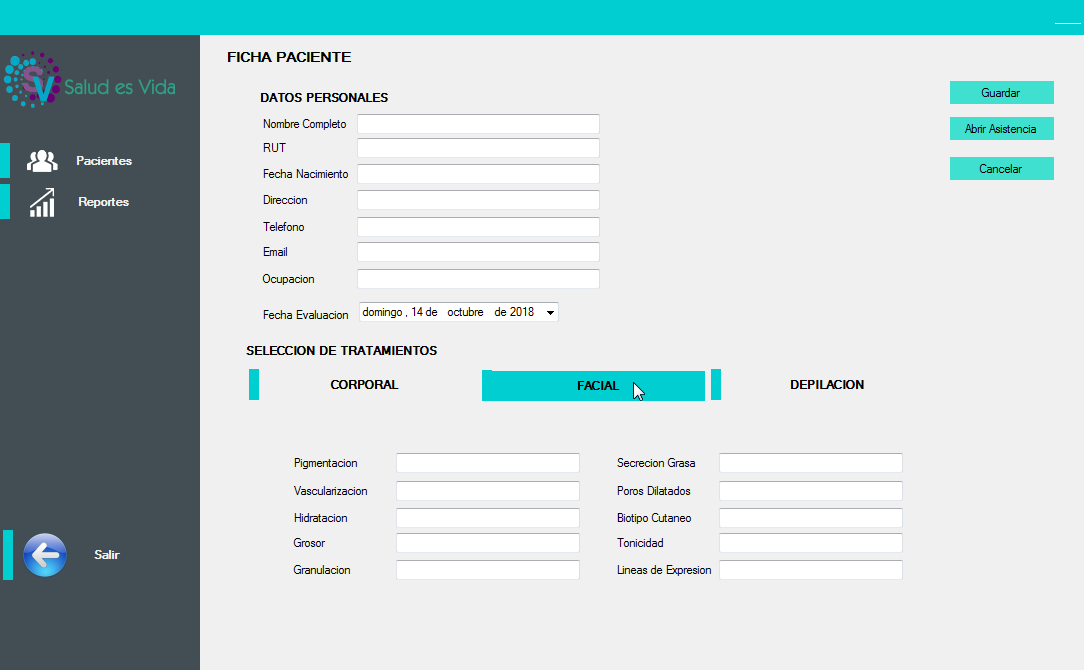 SV Salud es Vida
Pacientes
Reportes
Salir
FICHA PACIENTE
DATOS PERSONALES
Nombre Completo
RUT
Fecha Nacimiento
Direccion
Telefono
Email
Ocupacion
Fecha Evaluacion domingo , 14 de octubre de 2018
Guardar
Abrir Asistencia
Cancelar
SELECCION DE TRATAMIENTOS
CORPORAL FACIAL DEPILACION
Pigmentacion Secrecion Grasa
Vascularizacion Poros Dilatados
Hidratacion Biotipo Cutaneo
Grosor Tonicidad
Granulacion Lineas de Expresion